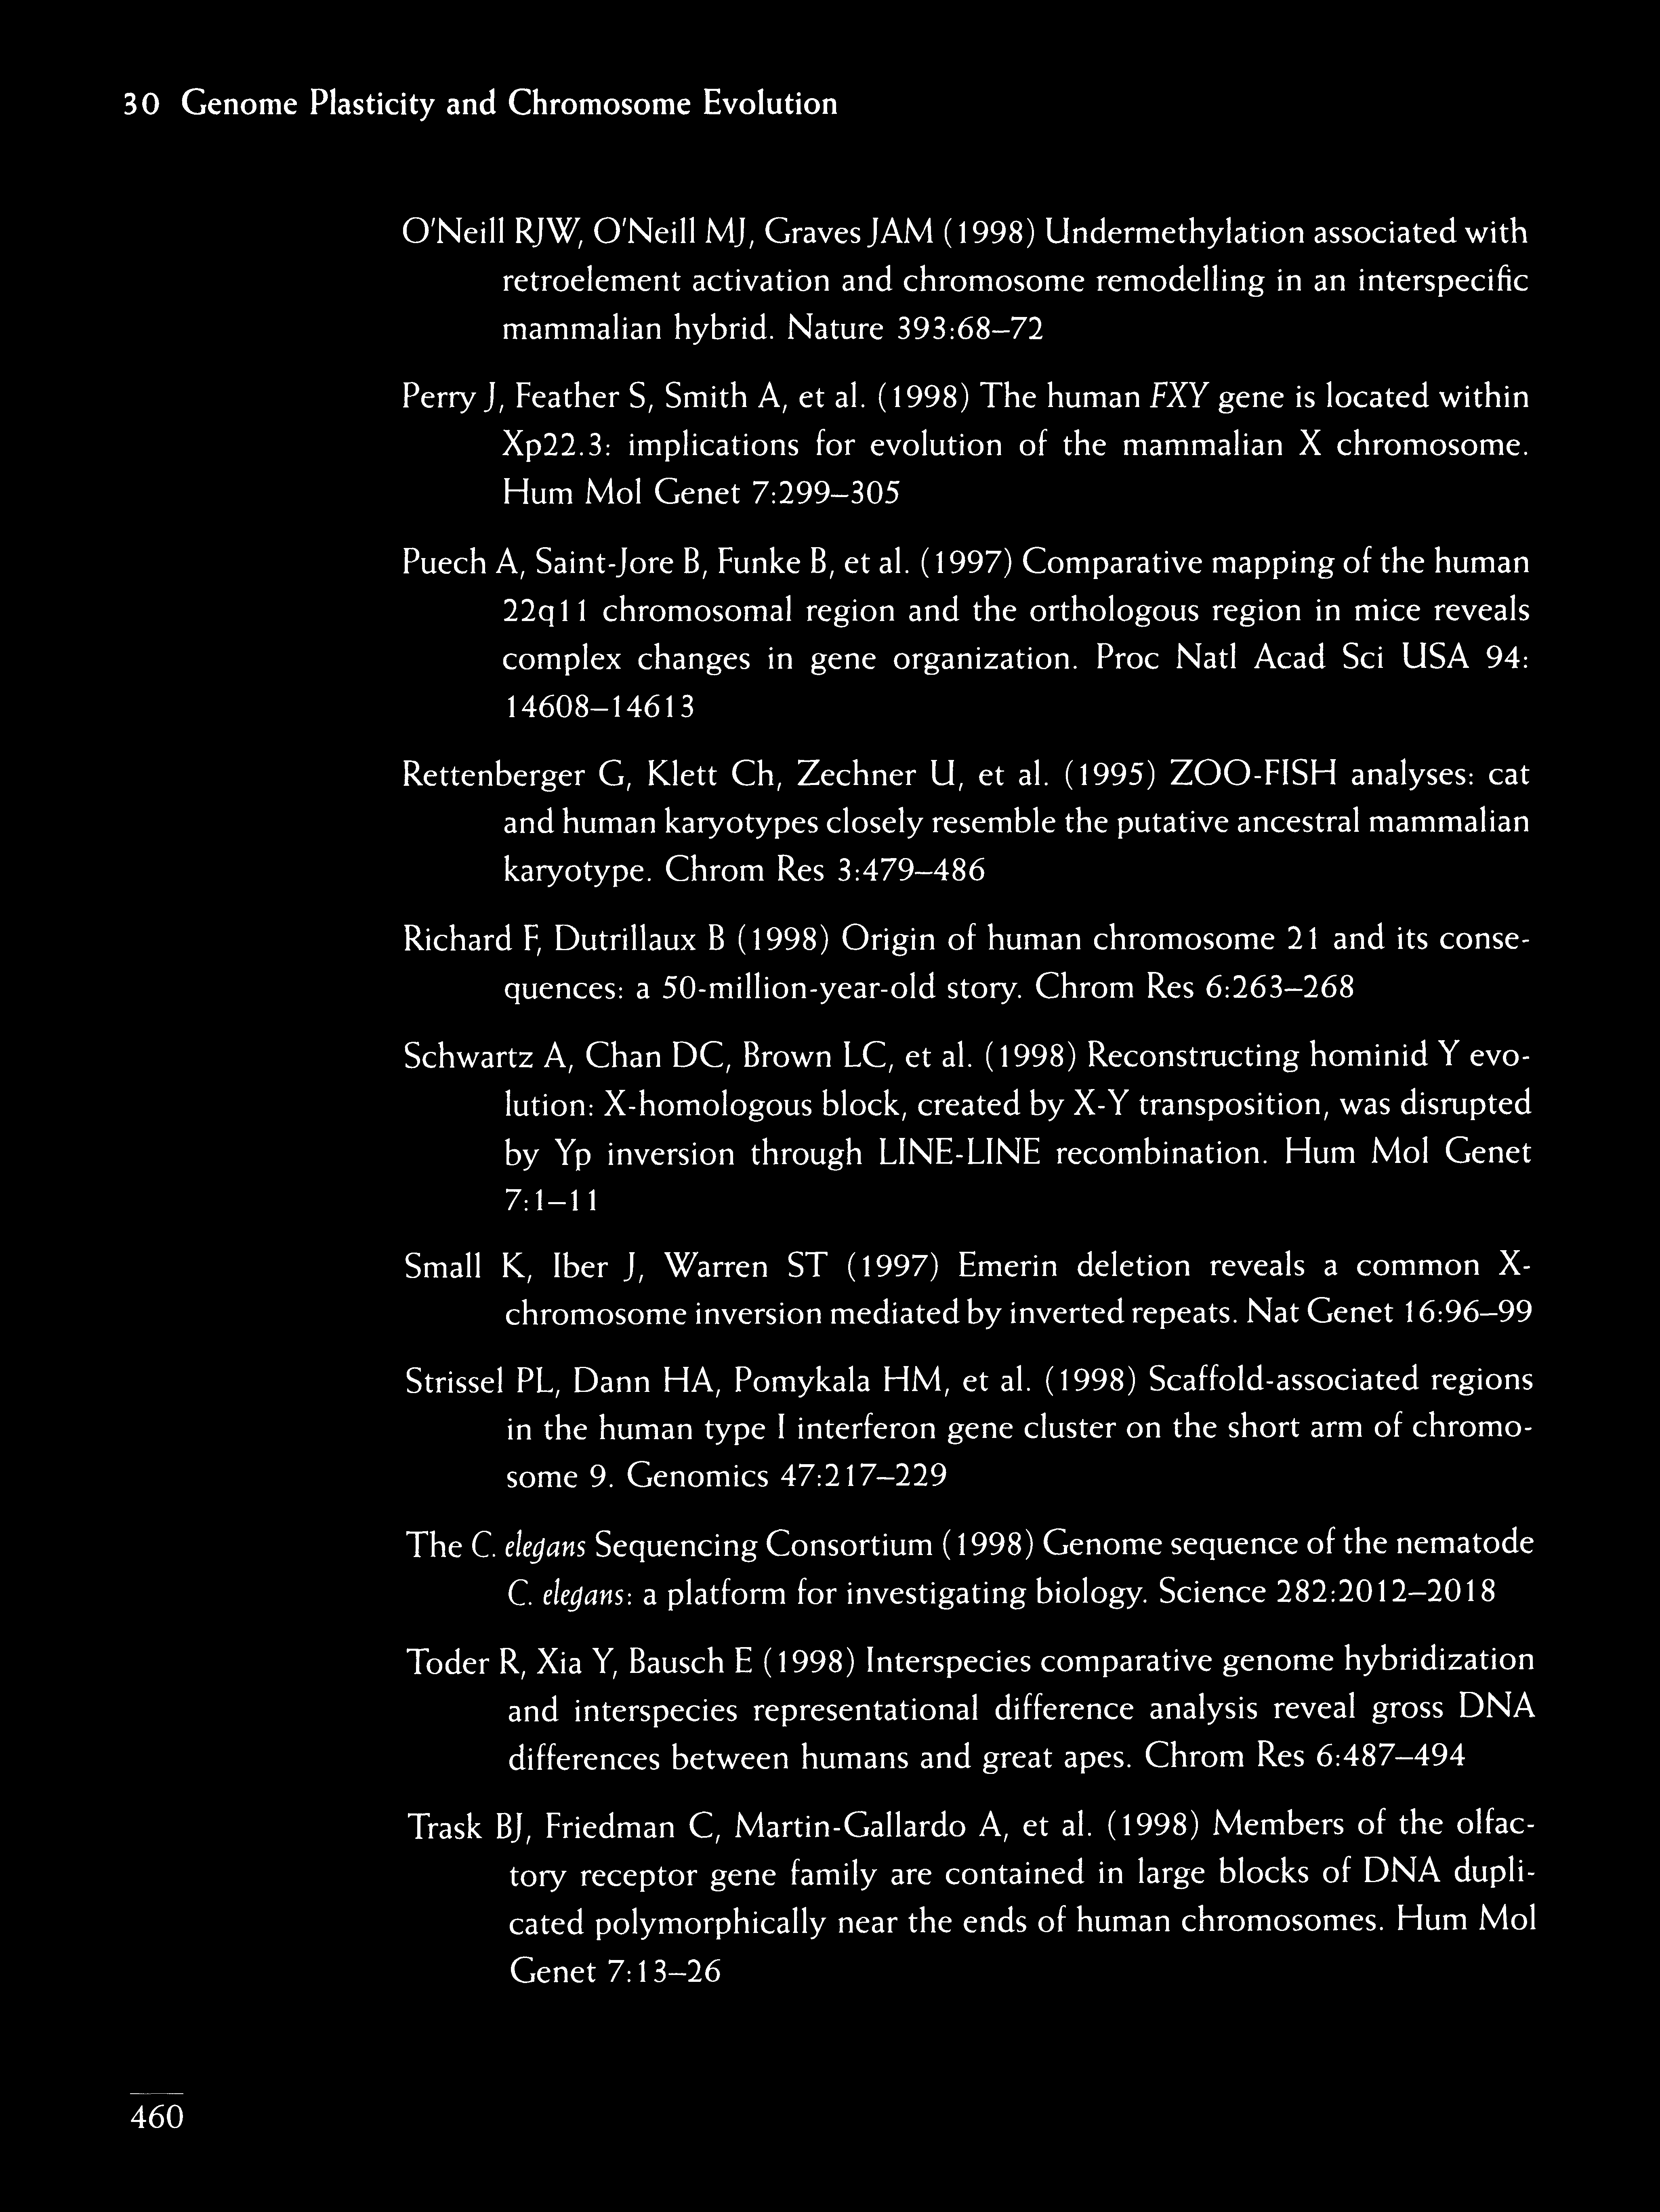 30 Genome Plasticity and Chromosome Evolution
O'Neill RJW, O'Neill MJ, Graves JAM (1998) Undermethylation associated with
retroelement activation and chromosome remodelling in an interspecific
mammalian hybrid. Nature 393:68–72
Perry J, Feather S, Smith A, et al. (1998) The human FXY gene is located within
Xp22.3: implications for evolution of the mammalian X chromosome.
Hum Mol Genet 7:299–305
Puech A, Saint-Jore B, Funke B, et al. (1997) Comparative mapping of the human
22q11 chromosomal region and the orthologous region in mice reveals
complex changes in gene organization. Proc Natl Acad Sci USA 94:
14608–14613
Rettenberger G, Klett Ch, Zechner U, et al. (1995) ZOO-FISH analyses: cat
and human karyotypes closely resemble the putative ancestral mammalian
karyotype. Chrom Res 3:479–486
Richard F, Dutrillaux B (1998) Origin of human chromosome 21 and its conse-
quences: a 50-million-year-old story. Chrom Res 6:263–268
Schwartz A, Chan DC, Brown LC, et al. (1998) Reconstructing hominid Y evo-
lution: X-homologous block, created by X-Y transposition, was disrupted
by Yp inversion through LINE-LINE recombination. Hum Mol Genet
7:1–11
Small K, Iber J, Warren ST (1997) Emerin deletion reveals a common X-
chromosome inversion mediated by inverted repeats. Nat Genet 16:96–99
Strissel PL, Dann HA, Pomykala HM, et al. (1998) Scaffold-associated regions
in the human type I interferon gene cluster on the short arm of chromo-
some 9. Genomics 47:217–229
The C. elegans Sequencing Consortium (1998) Genome sequence of the nematode
C. elegans: a platform for investigating biology. Science 282:2012–2018
Toder R, Xia Y, Bausch E (1998) Interspecies comparative genome hybridization
and interspecies representational difference analysis reveal gross DNA
differences between humans and great apes. Chrom Res 6:487–494
Trask BJ, Friedman C, Martin-Gallardo A, et al. (1998) Members of the olfac-
tory receptor gene family are contained in large blocks of DNA dupli-
cated polymorphically near the ends of human chromosomes. Hum Mol
Genet 7:13–26
460